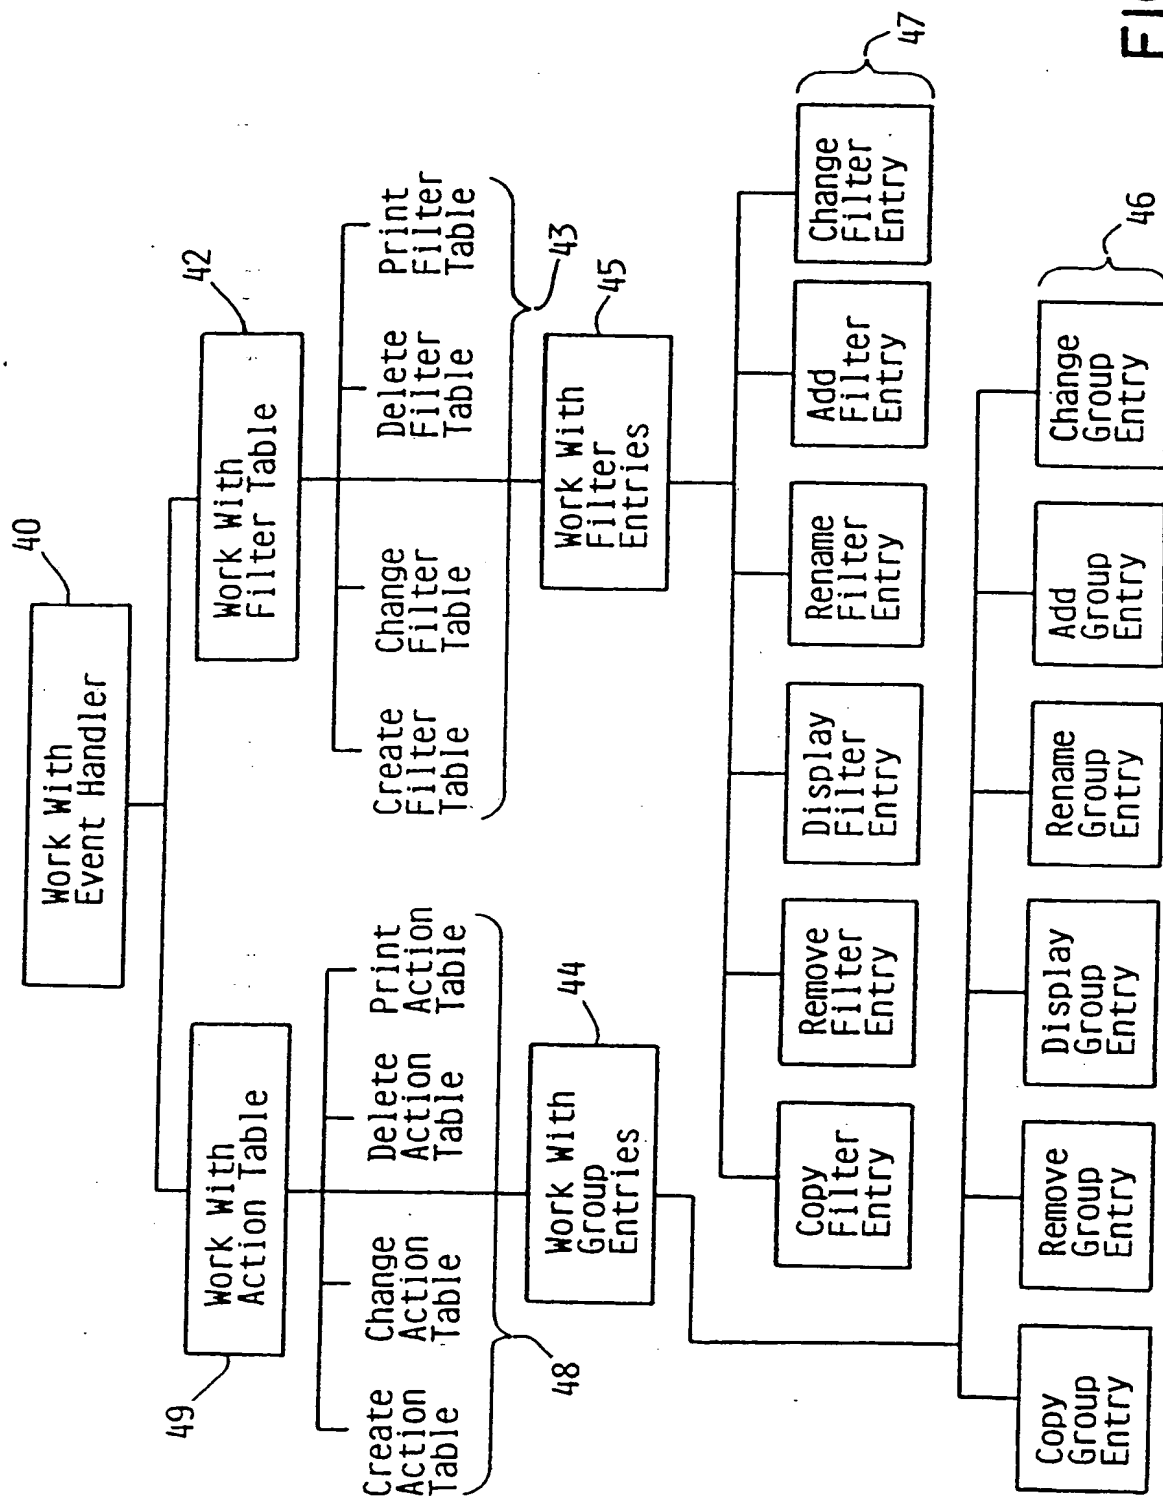 40
Work With
Event Handler
49
Work With
Action Table
42
Work With
Filter Table
Create
Action
Table
Change
Action
Table
Delete
Action
Table
Print
Action
Table
48
Create
Filter
Table
Change
Filter
Table
Delete
Filter
Table
Print
Filter
Table
43
44
Work With
Group
Entries
45
Work With
Filter
Entries
Copy
Filter
Entry
Remove
Filter
Entry
Display
Filter
Entry
Rename
Filter
Entry
Add
Filter
Entry
Change
Filter
Entry
47
Copy
Group
Entry
Remove
Group
Entry
Display
Group
Entry
Rename
Group
Entry
Add
Group
Entry
Change
Group
Entry
46